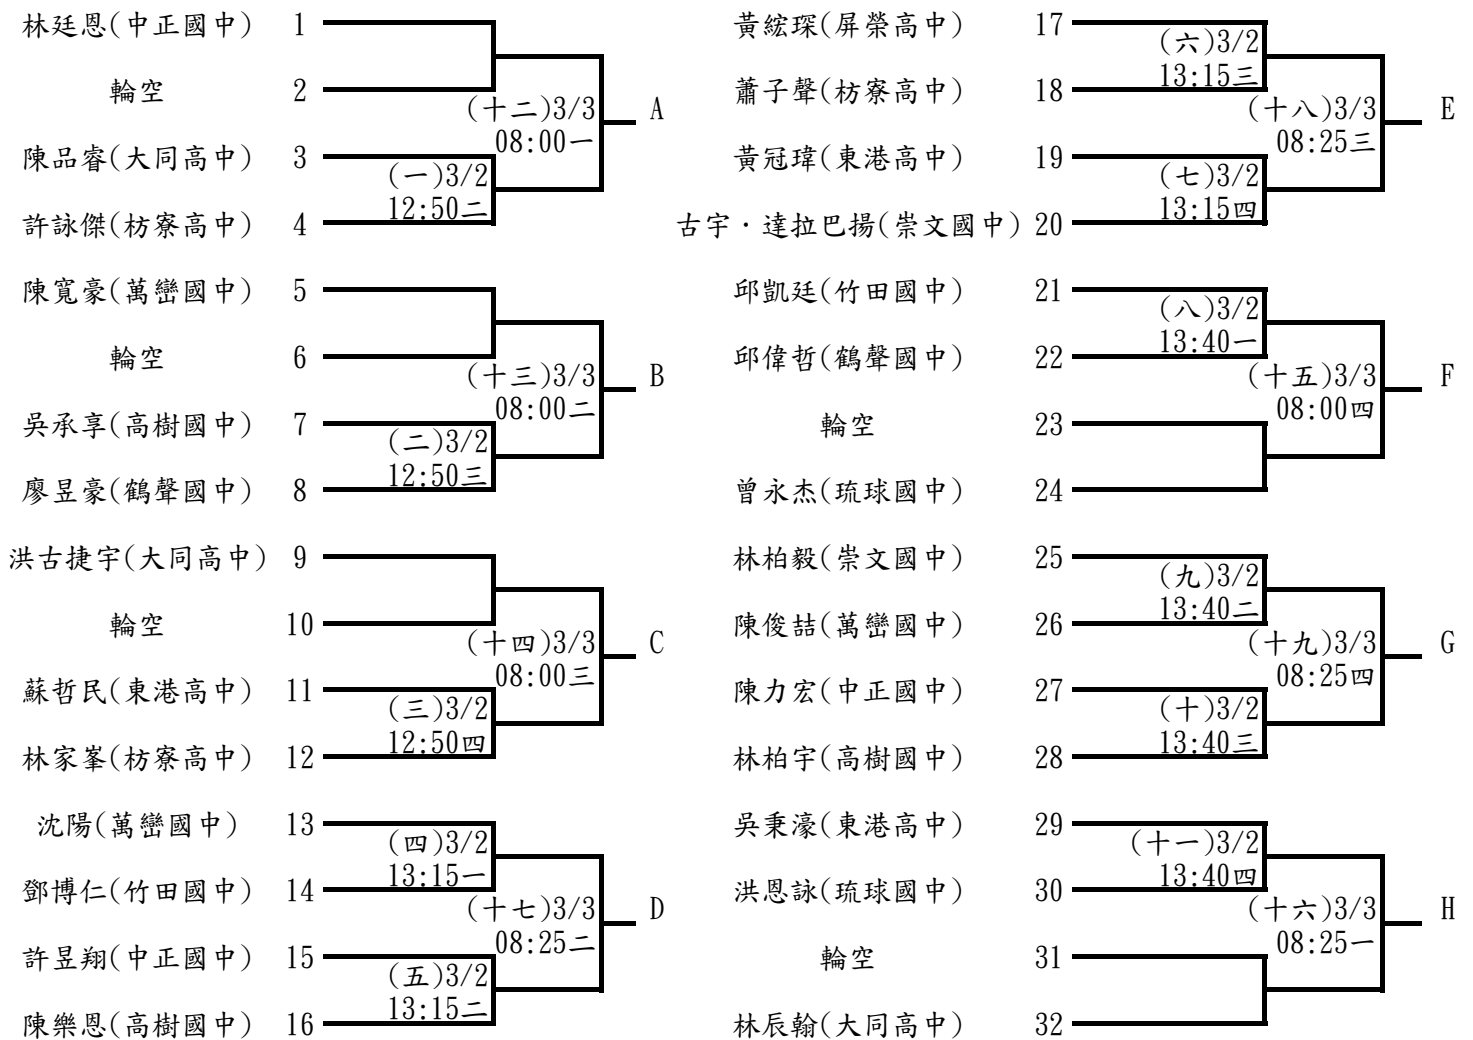 林廷恩(中正國中) 1
輪空 2
(十二)3/3
08:00一
A
陳品睿(大同高中) 3
(一)3/2
12:50二
許詠傑(枋寮高中) 4
陳寬豪(萬巒國中) 5
輪空 6
(十三)3/3
08:00二
B
吳承享(高樹國中) 7
(二)3/2
12:50三
廖昱豪(鶴聲國中) 8
洪古捷宇(大同高中) 9
輪空 10
(十四)3/3
08:00三
C
蘇哲民(東港高中) 11
(三)3/2
12:50四
林家峯(枋寮高中) 12
沈陽(萬巒國中) 13
(四)3/2
13:15一
鄧博仁(竹田國中) 14
(十七)3/3
08:25二
D
許昱翔(中正國中) 15
(五)3/2
13:15二
陳樂恩(高樹國中) 16
黃綋琛(屏榮高中) 17
(六)3/2
13:15三
蕭子聲(枋寮高中) 18
(十八)3/3
08:25三
E
黃冠瑋(東港高中) 19
(七)3/2
13:15四
古宇·達拉巴揚(崇文國中) 20
邱凱廷(竹田國中) 21
(八)3/2
13:40一
邱偉哲(鶴聲國中) 22
(十五)3/3
08:00四
F
輪空 23
曾永杰(琉球國中) 24
林柏毅(崇文國中) 25
(九)3/2
13:40二
陳俊喆(萬巒國中) 26
(十九)3/3
08:25四
G
陳力宏(中正國中) 27
(十)3/2
13:40三
林柏宇(高樹國中) 28
吳秉濠(東港高中) 29
(十一)3/2
13:40四
洪恩詠(琉球國中) 30
(十六)3/3
08:25一
H
輪空 31
林辰翰(大同高中) 32